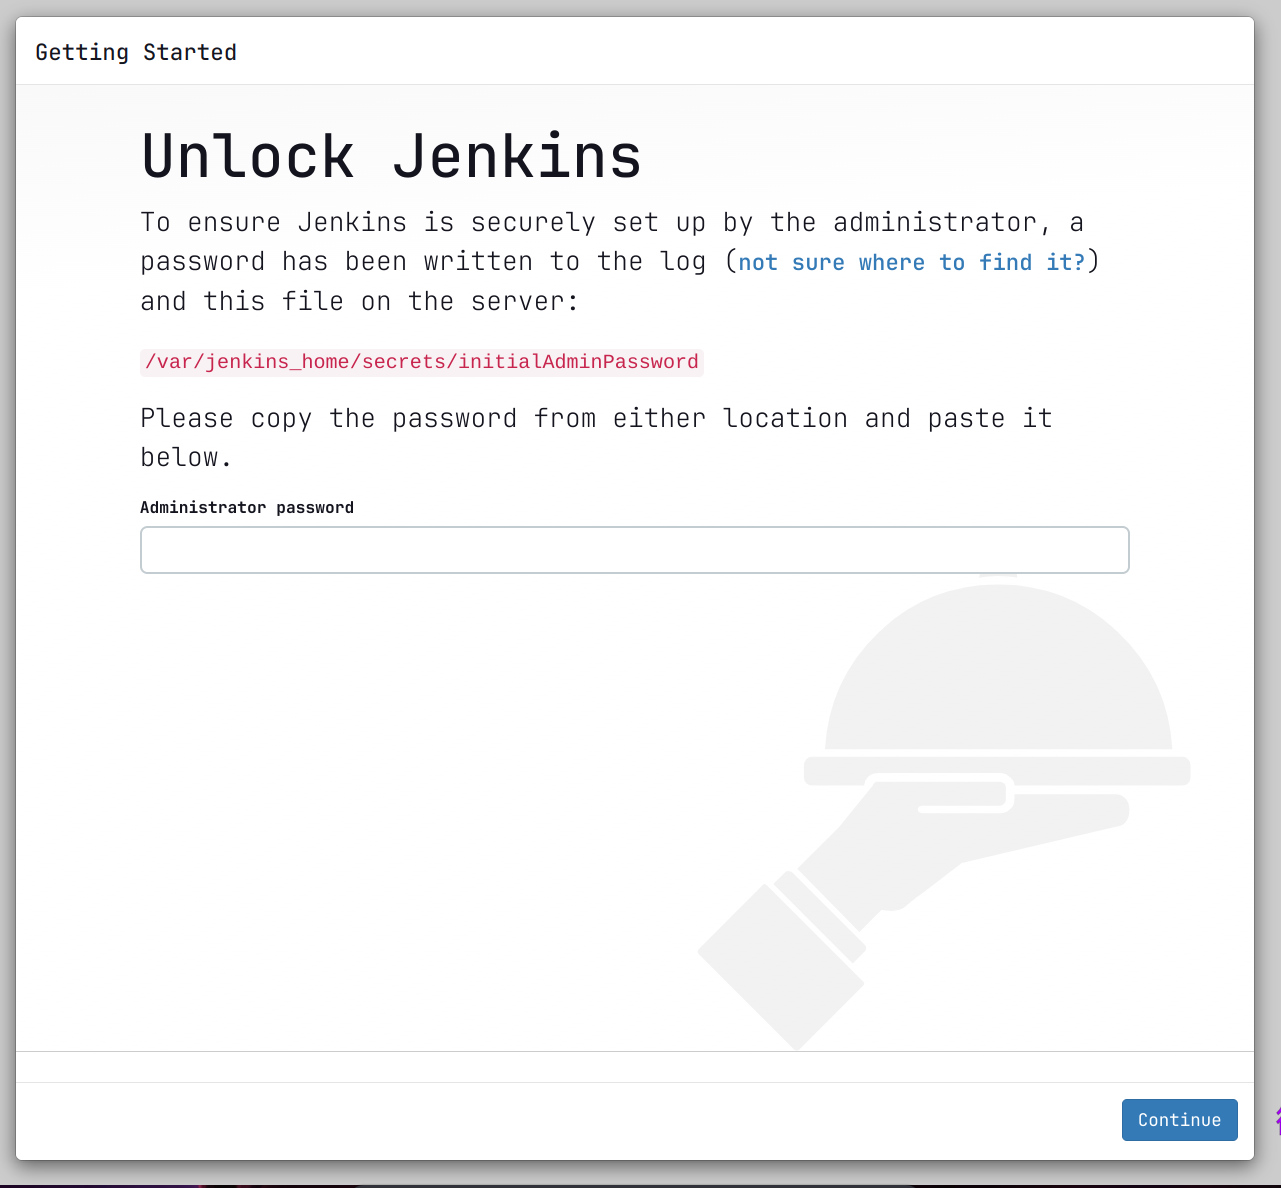 Getting Started
Unlock Jenkins
To ensure Jenkins is securely set up by the administrator, a
password has been written to the log (not sure where to find it?)
and this file on the server:
/var/jenkins_home/secrets/initialAdminPassword
Please copy the password from either location and paste it
below.
Administrator password
Continue